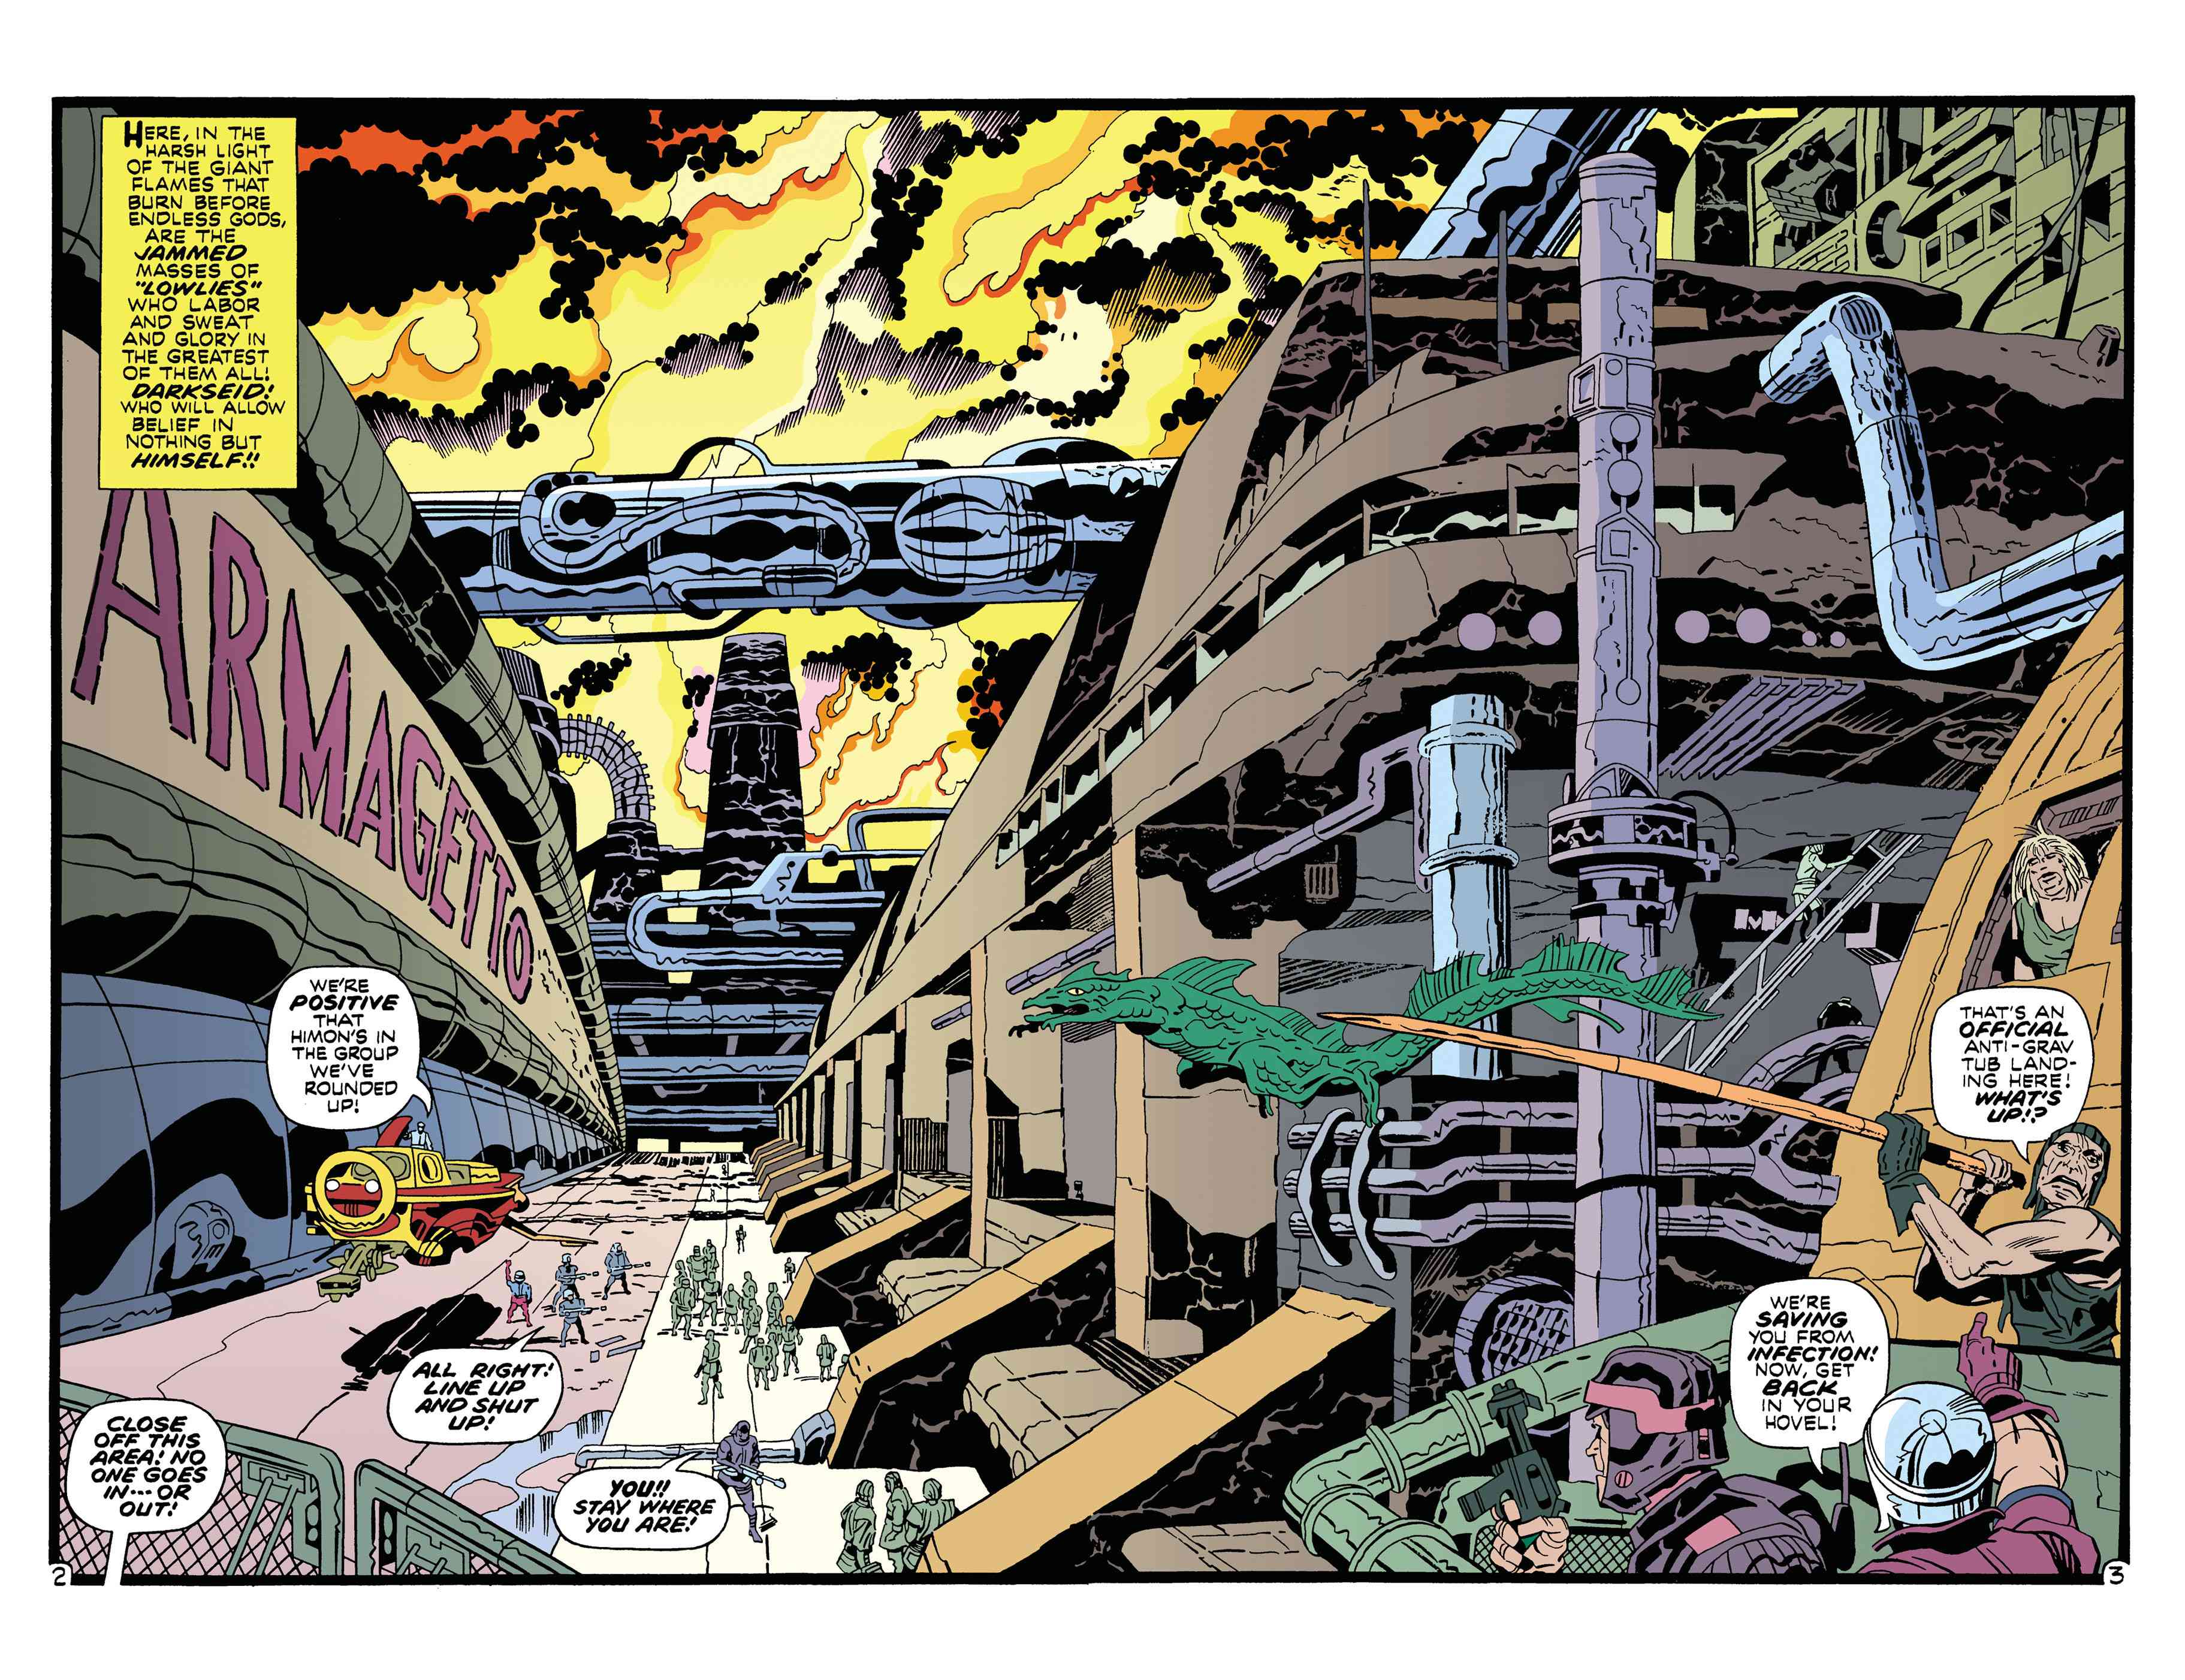 HERE, IN THE
HARSH LIGHT
OF THE GIANT
FLAMES THAT
BURN BEFORE
ENDLESS GODS,
ARE THE
JAMMED
MASSES OF
"LOWLIES"
WHO LABOR
AND SWEAT
AND GLORY IN
THE GREATEST
OF THEM ALL!
DARKSEID!
WHO WILL ALLOW
BELIEF IN
NOTHING BUT
HIMSELF!!
ARMAGETTO
WE'RE
POSITIVE
THAT
HIMON'S IN
THE GROUP
WE'VE
ROUNDED
UP!
ALL RIGHT!
LINE UP
AND SHUT
UP!
CLOSE
OFF THIS
AREA! NO
ONE GOES
IN--- OR
OUT!
YOU!!
STAY WHERE
YOU ARE!
THAT'S AN
OFFICIAL
ANTI-GRAV
TUB LAND-
ING HERE!
WHAT'S
UP!?
WE'RE
SAVING
YOU FROM
INFECTION!
NOW, GET
BACK
IN YOUR
HOVEL!
2
3